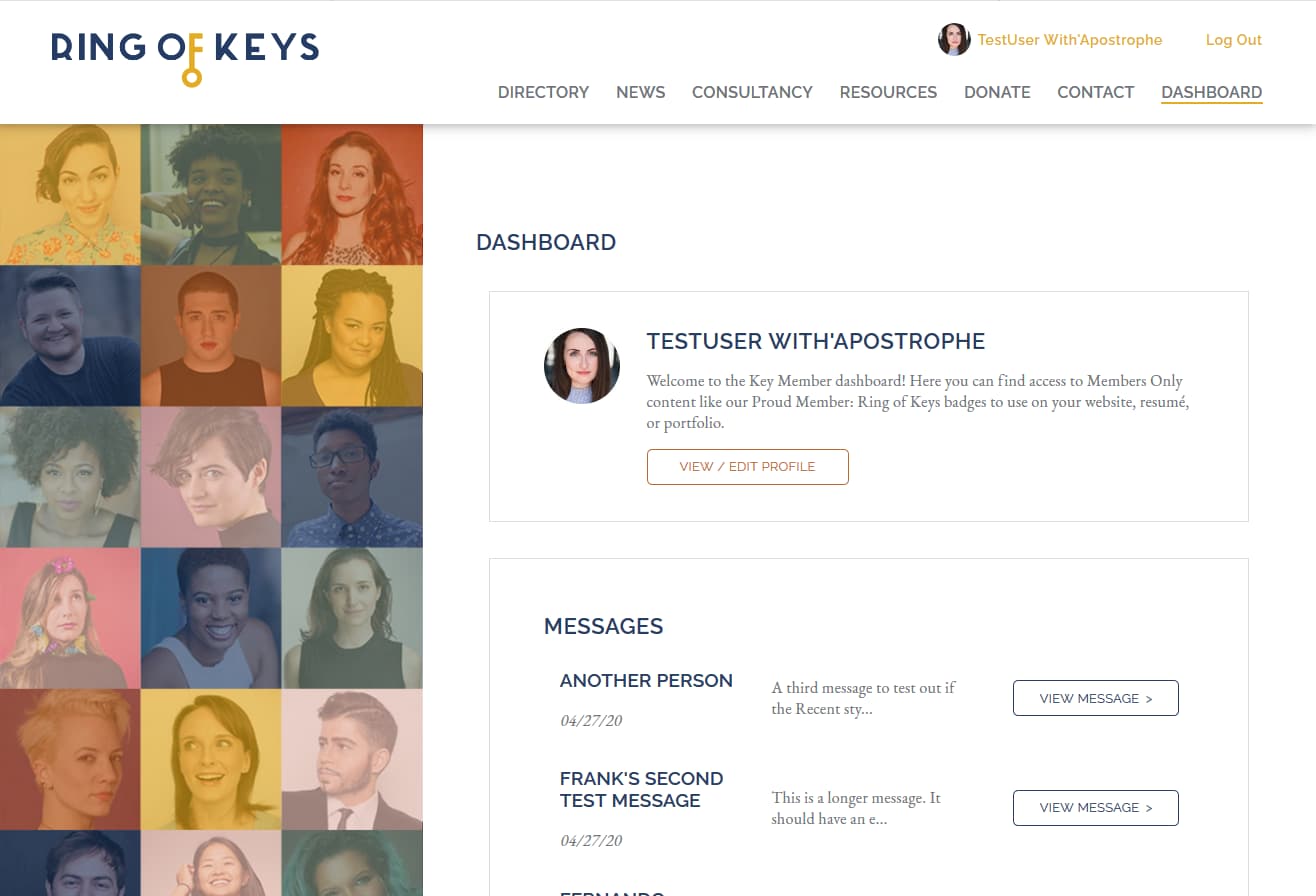 RING OF KEYS
TestUser With'Apostrophe
Log Out
DIRECTORY NEWS CONSULTANCY RESOURCES DONATE CONTACT DASHBOARD
DASHBOARD
TESTUSER WITH'APOSTROPHE
Welcome to the Key Member dashboard! Here you can find access to Members Only
content like our Proud Member: Ring of Keys badges to use on your website, resumé,
or portfolio.
VIEW / EDIT PROFILE
MESSAGES
ANOTHER PERSON
04/27/20
A third message to test out if
the Recent sty...
VIEW MESSAGE >
FRANK'S SECOND
TEST MESSAGE
04/27/20
This is a longer message. It
should have an e...
VIEW MESSAGE >
FERNANDO